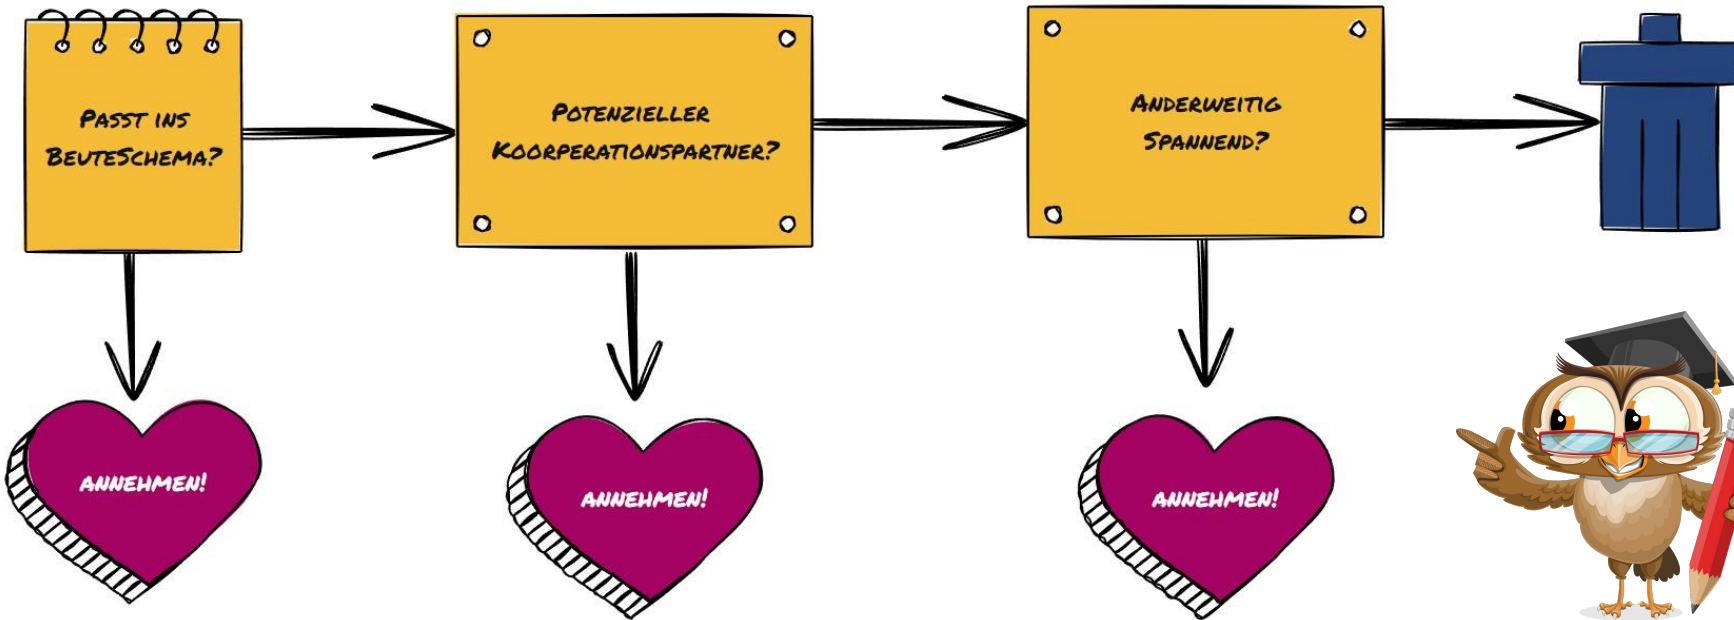 PASST INS
BEUTESCHEMA?
POTENZIELLER
KOORPERATIONSPARTNER?
ANDERWEITIG
SPANNEND?
ANNEHMEN!
ANNEHMEN!
ANNEHMEN!